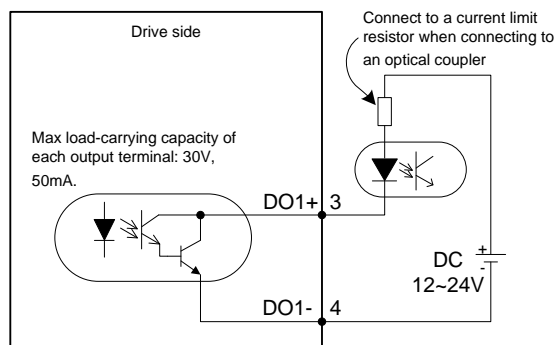 Drive side
Connect to a current limit
resistor when connecting to
an optical coupler
Max load-carrying capacity of
each output terminal: 30V,
50mA.
DO1+ 3
+
DC
-
12~24V
DO1- 4